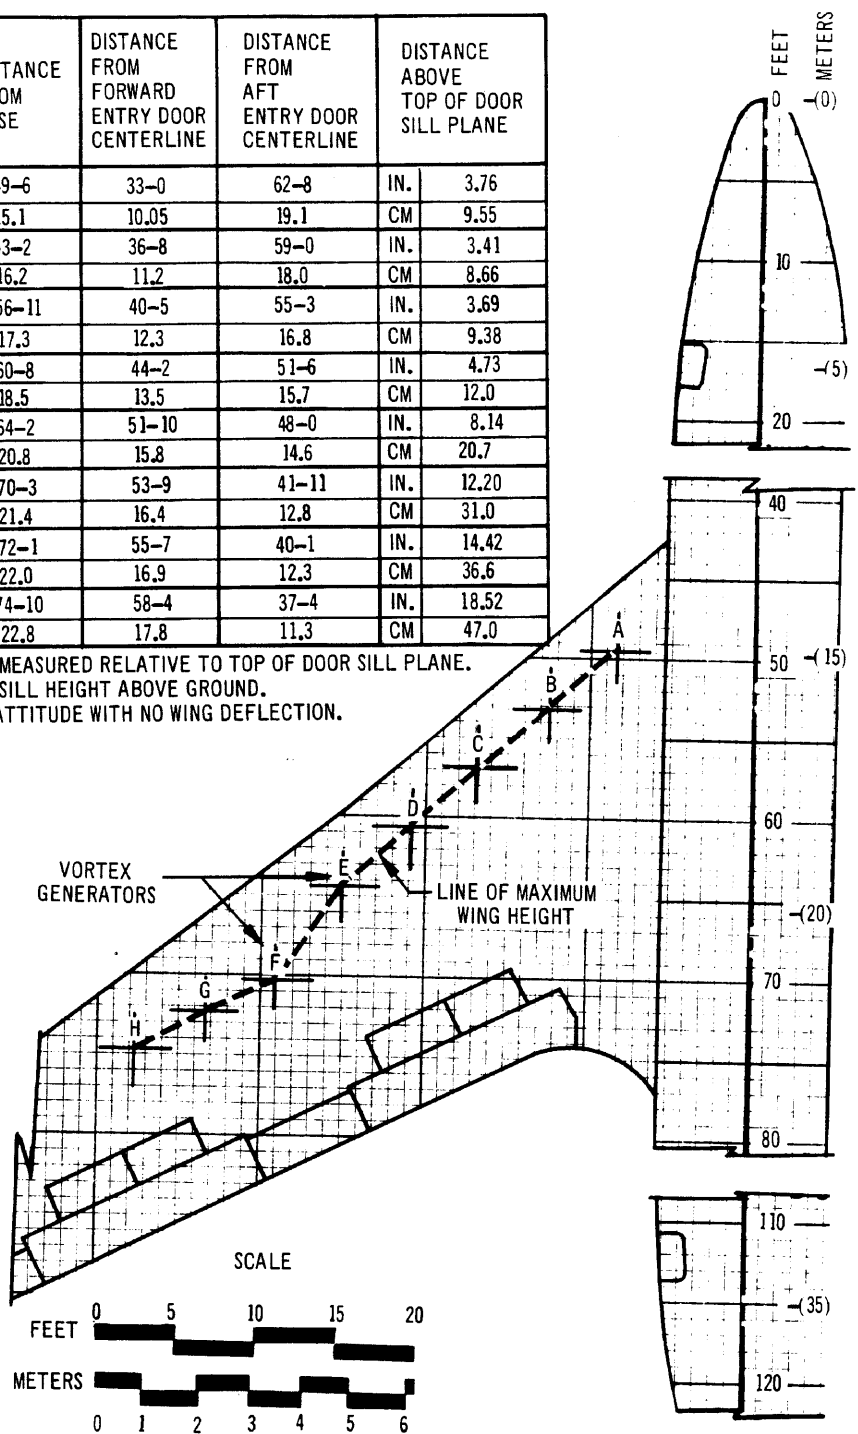 DISTANCE FROM FORWARD ENTRY DOOR CENTERLINE
DISTANCE FROM AFT ENTRY DOOR CENTERLINE
DISTANCE ABOVE TOP OF DOOR SILL PLANE
9-6 33-0 62-8 IN. 3.76
5.1 10.05 19.1 CM 9.55
3-2 36-8 59-0 IN. 3.41
16.2 11.2 18.0 CM 8.66
56-11 40-5 55-3 IN. 3.69
17.3 12.3 16.8 CM 9.38
60-8 44-2 51-6 IN. 4.73
18.5 13.5 15.7 CM 12.0
64-2 51-10 48-0 IN. 8.14
20.8 15.8 14.6 CM 20.7
70-3 53-9 41-11 IN. 12.20
21.4 16.4 12.8 CM 31.0
72-1 55-7 40-1 IN. 14.42
22.0 16.9 12.3 CM 36.6
74-10 58-4 37-4 IN. 18.52
22.8 17.8 11.3 CM 47.0
MEASURED RELATIVE TO TOP OF DOOR SILL PLANE.
SILL HEIGHT ABOVE GROUND.
ATTITUDE WITH NO WING DEFLECTION.
FEET
METERS
0 (0)
10
(5)
20
40
50 (15)
60
(20)
70
80
110
(35)
120
A
B
C
D
E
F
G
H
VORTEX
GENERATORS
LINE OF MAXIMUM
WING HEIGHT
SCALE
0 5 10 15 20
FEET
METERS
0 1 2 3 4 5 6